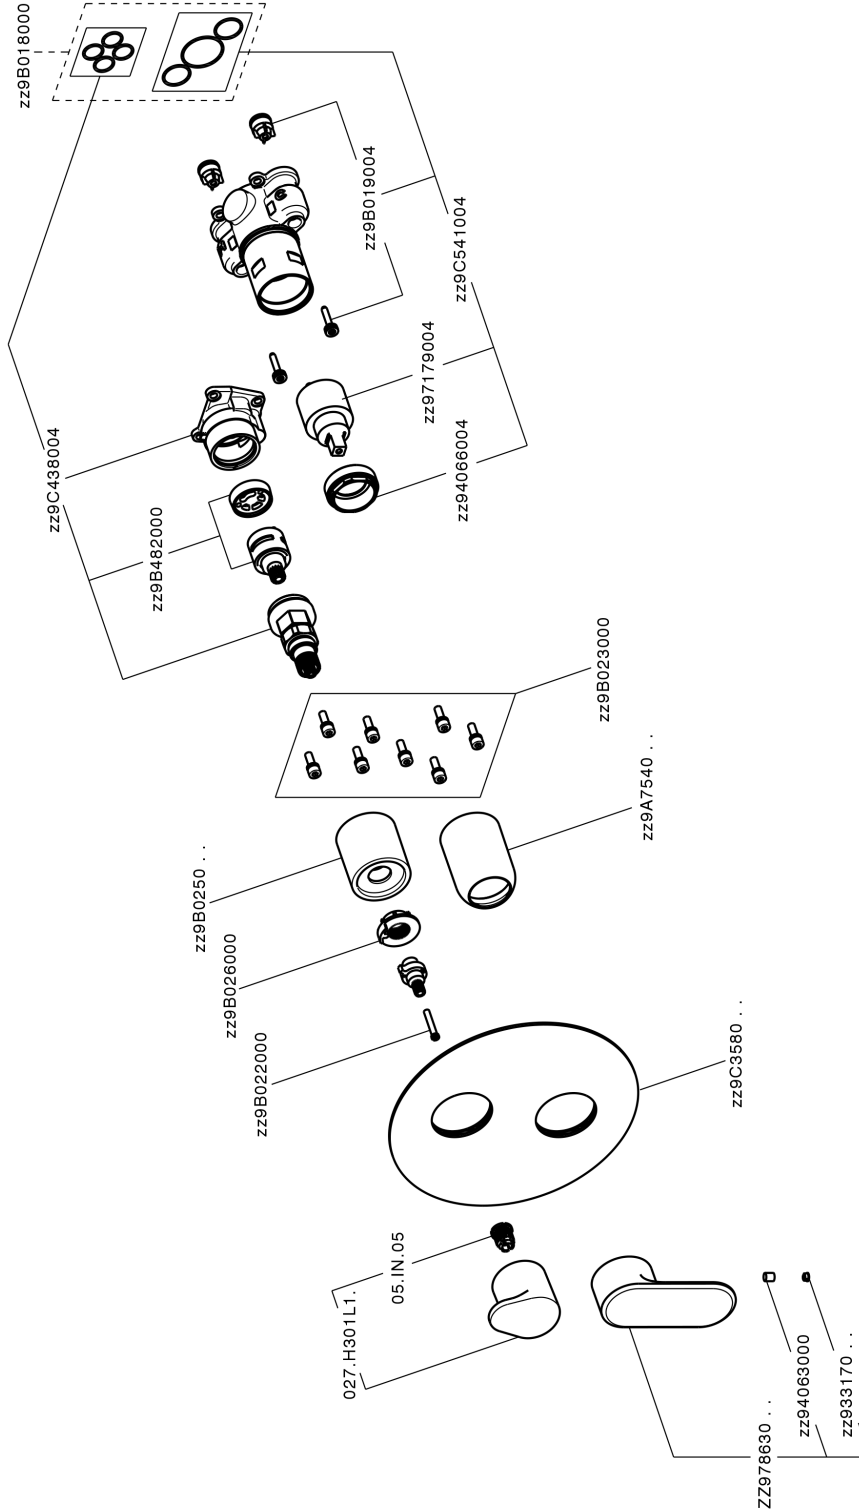 zz9B018000
zz9B019004
zz9C541004
zz97179004
zz94066004
zz9C438004
zz9B482000
zz9B023000
zz9A7540 . .
zz9B0250 . .
zz9B026000
zz9B022000
zz9C3580 . .
05.IN.05
027.H301L1.
zz94063000
zz933170 . .
ZZ978630 . .